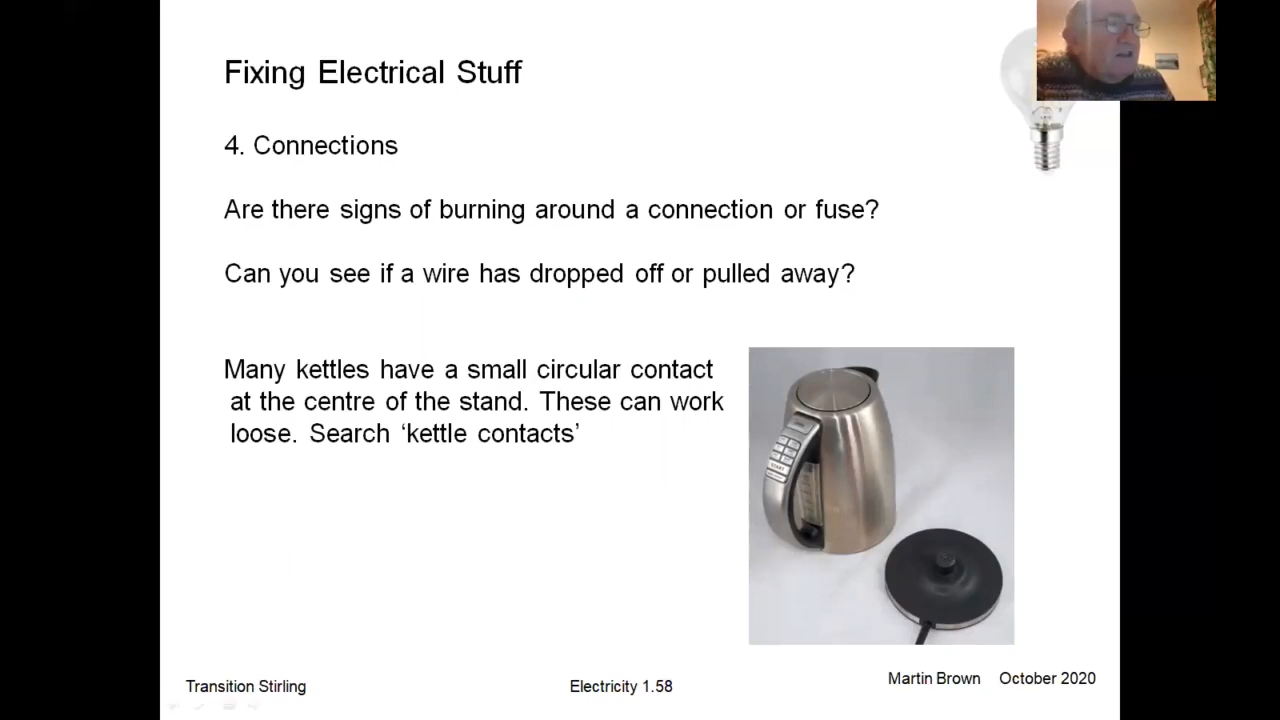 Fixing Electrical Stuff
4. Connections
Are there signs of burning around a connection or fuse?
Can you see if a wire has dropped off or pulled away?
Many kettles have a small circular contact
at the centre of the stand. These can work
loose. Search ‘kettle contacts’
Transition Stirling
Electricity 1.58
Martin Brown October 2020